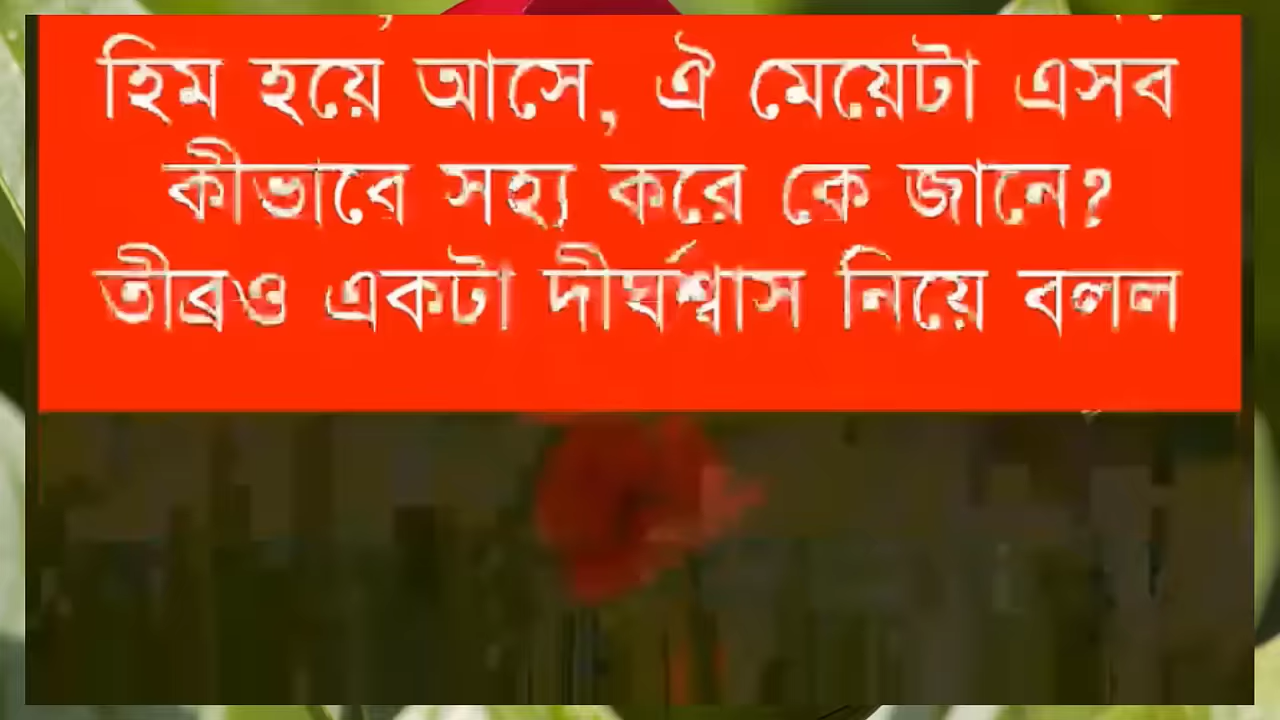 হিম হয়ে আসে, ঐ মেয়েটা এসব
কীভাবে সহ্য করে কে জানে?
তীব্রও একটা দীর্ঘশ্বাস নিয়ে বলল